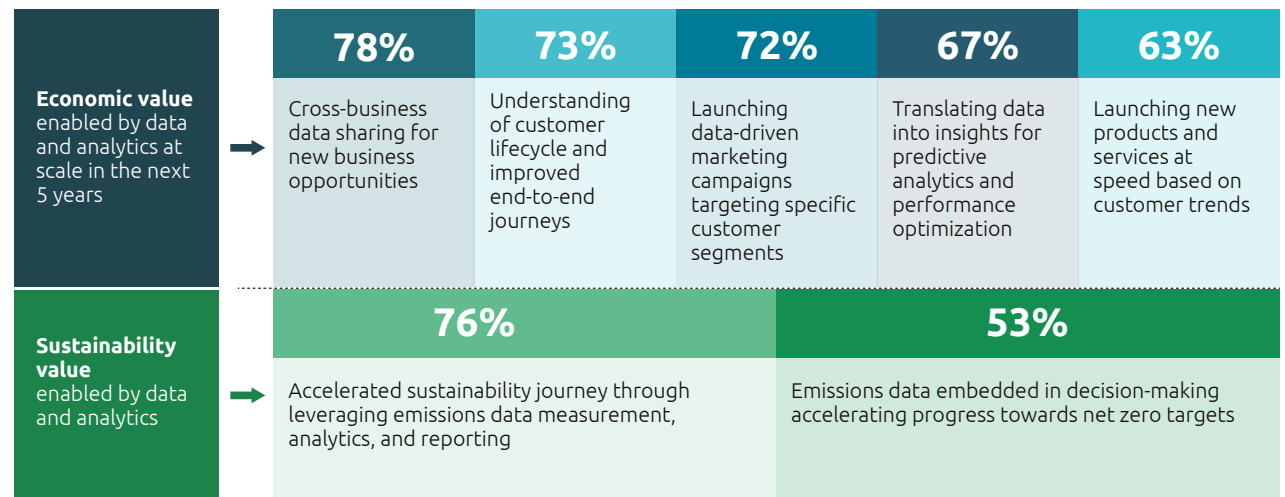 Economic value
enabled by data
and analytics at
scale in the next
5 years
78%
Cross-business
data sharing for
new business
opportunities
73%
Understanding
of customer
lifecycle and
improved
end-to-end
journeys
72%
Launching
data-driven
marketing
campaigns
targeting specific
customer
segments
67%
Translating data
into insights for
predictive
analytics and
performance
optimization
63%
Launching new
products and
services at
speed based on
customer trends
Sustainability
value
enabled by data
and analytics
76%
Accelerated sustainability journey through
leveraging emissions data measurement,
analytics, and reporting
53%
Emissions data embedded in decision-making
accelerating progress towards net zero targets